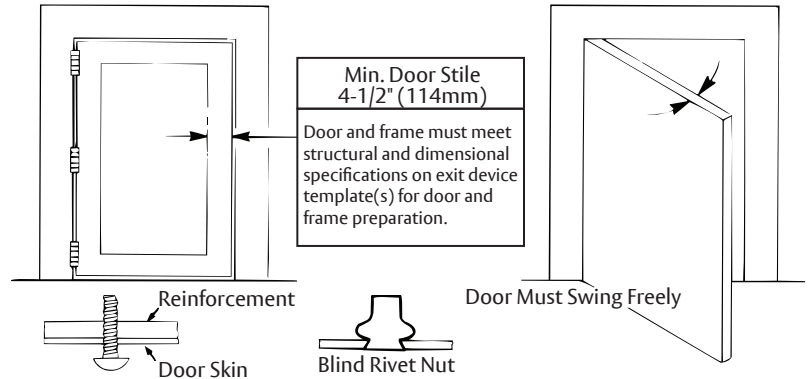 Min. Door Stile
4-1/2" (114mm)
Door and frame must meet
structural and dimensional
specifications on exit device
template(s) for door and
frame preparation.
Reinforcement
Door Skin
Blind Rivet Nut
Door Must Swing Freely